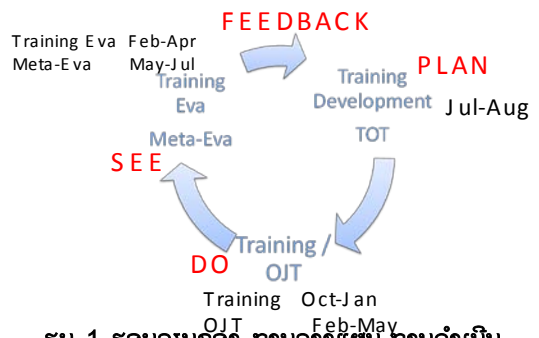 FEEDBACK
Training Eva Feb-Apr
Meta-Eva May-Jul
Training
Eva
Meta-Eva
SEE
PLAN
Training
Development
TOT
Jul-Aug
Training /
OJT
DO
Training Oct-Jan
OJT Feb-May